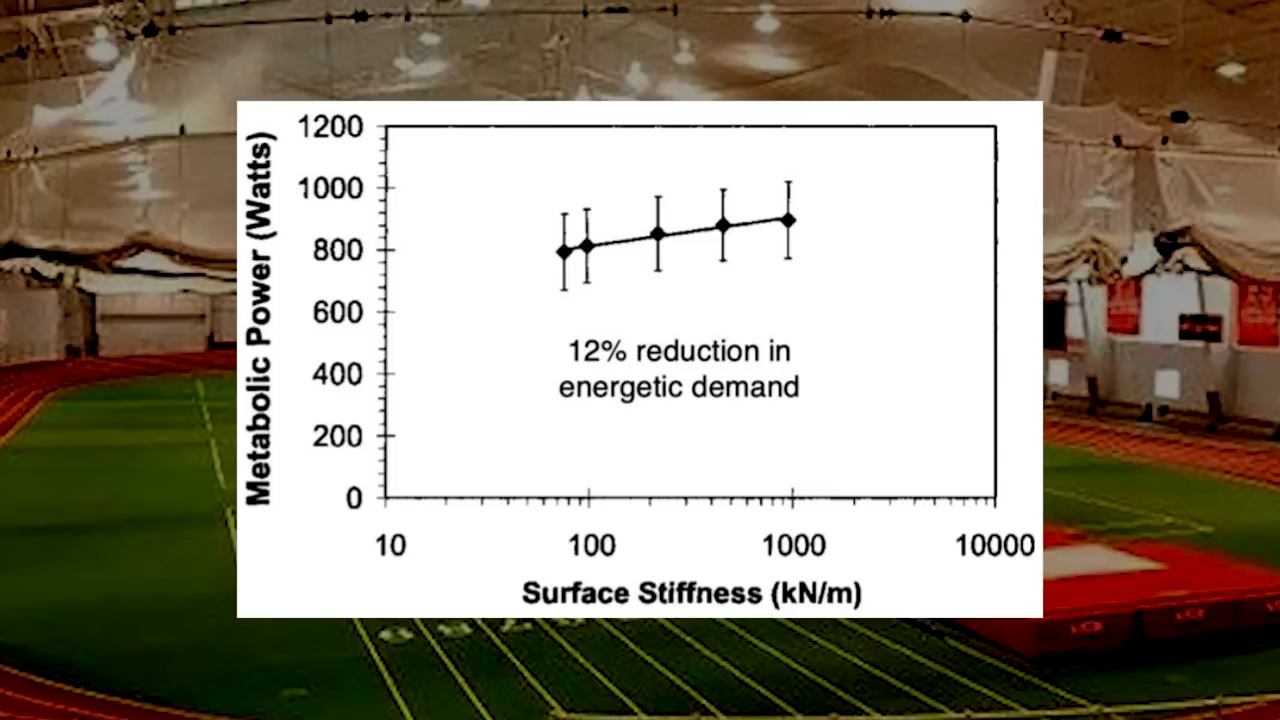 Metabolic Power (Watts)
1200
1000
800
600
400
200
0
12% reduction in
energetic demand
10
100
1000
10000
Surface Stiffness (kN/m)